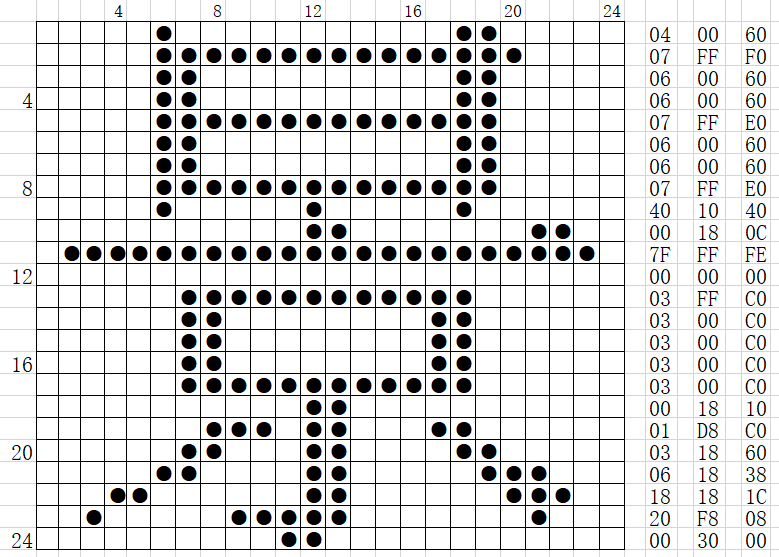 4 8 12 16 20 24
景
04 00 60
07 FF F0
06 00 60
4 06 00 60
07 FF E0
06 00 60
06 00 60
8 07 FF E0
40 10 40
00 18 0C
7F FF FE
12 00 00 00
03 FF C0
03 00 C0
03 00 C0
16 03 00 C0
03 00 C0
00 18 10
01 D8 C0
20 03 18 60
06 18 38
18 18 1C
20 F8 08
24 00 30 00